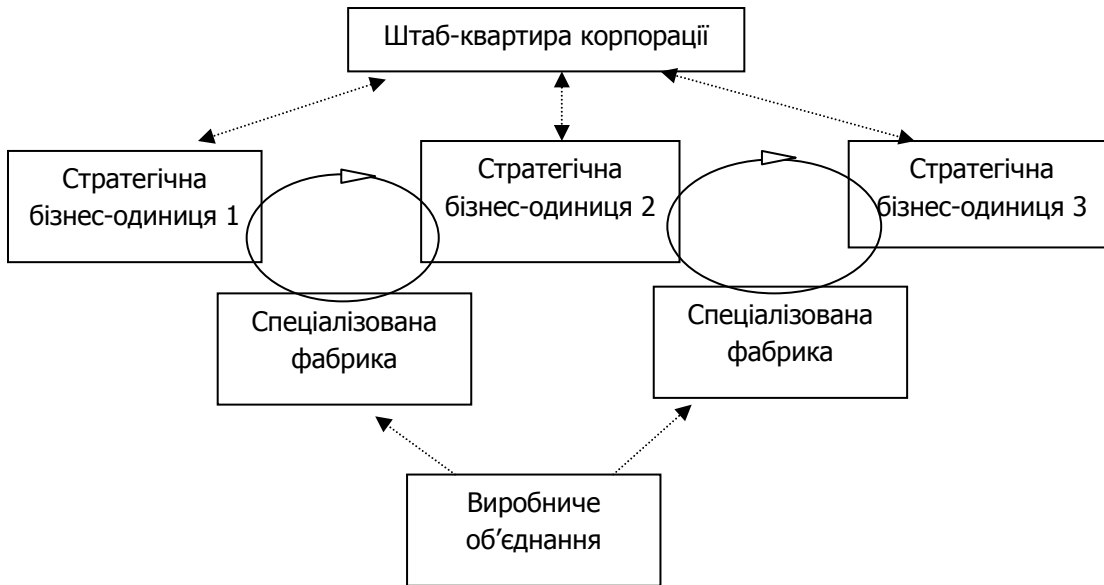 Штаб-квартира корпорації
Стратегічна
бізнес-одиниця 1
Стратегічна
бізнес-одиниця 2
Стратегічна
бізнес-одиниця 3
Спеціалізована
фабрика
Спеціалізована
фабрика
Виробниче
об’єднання